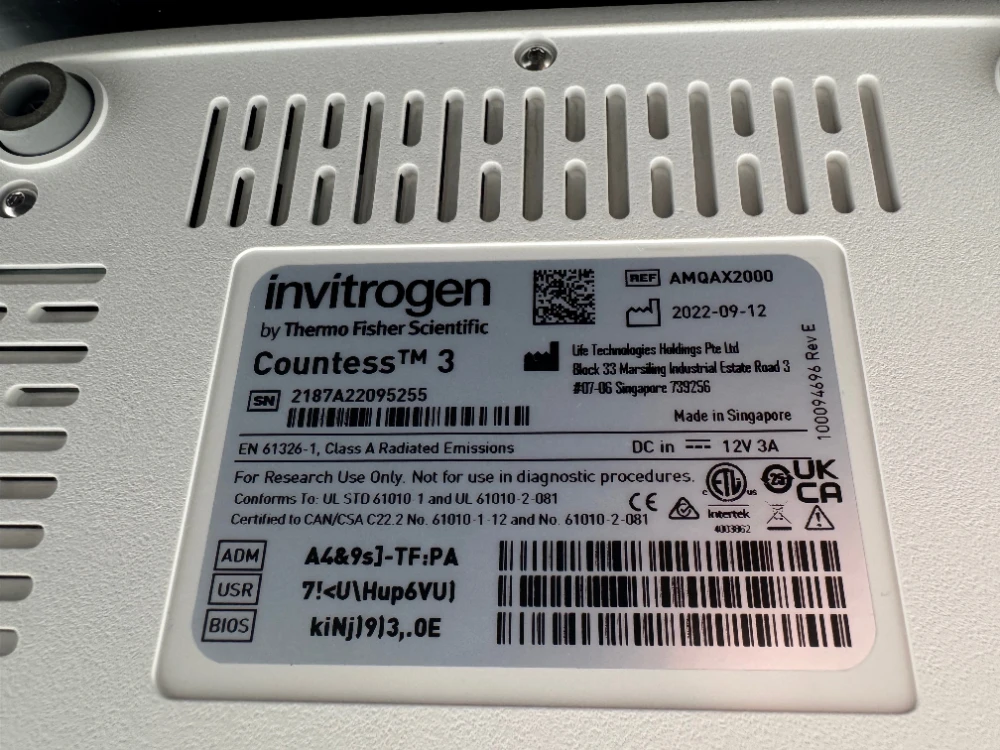 invitrogen
by Thermo Fisher Scientific
Countess™ 3
SN 2187A22095255
REF AMQAX2000
2022-09-12
Life Technologies Holdings Pte Ltd
Block 33 Marsiling Industrial Estate Road 3
#07-06 Singapore 739256
Made in Singapore
100094696 Rev E
EN 61326-1, Class A Radiated Emissions
DC in 12V 3A
For Research Use Only. Not for use in diagnostic procedures.
Conforms To: UL STD 61010-1 and UL 61010-2-081
Certified to CAN/CSA C22.2 No. 61010-1-12 and No. 61010-2-081
CE
c ETL us
Intertek
4003862
25
UK
CA
ADM A4&9s]-TF:PA
USR 7!<U\Hup6VU)
BIOS kiNj)9)3,.0E